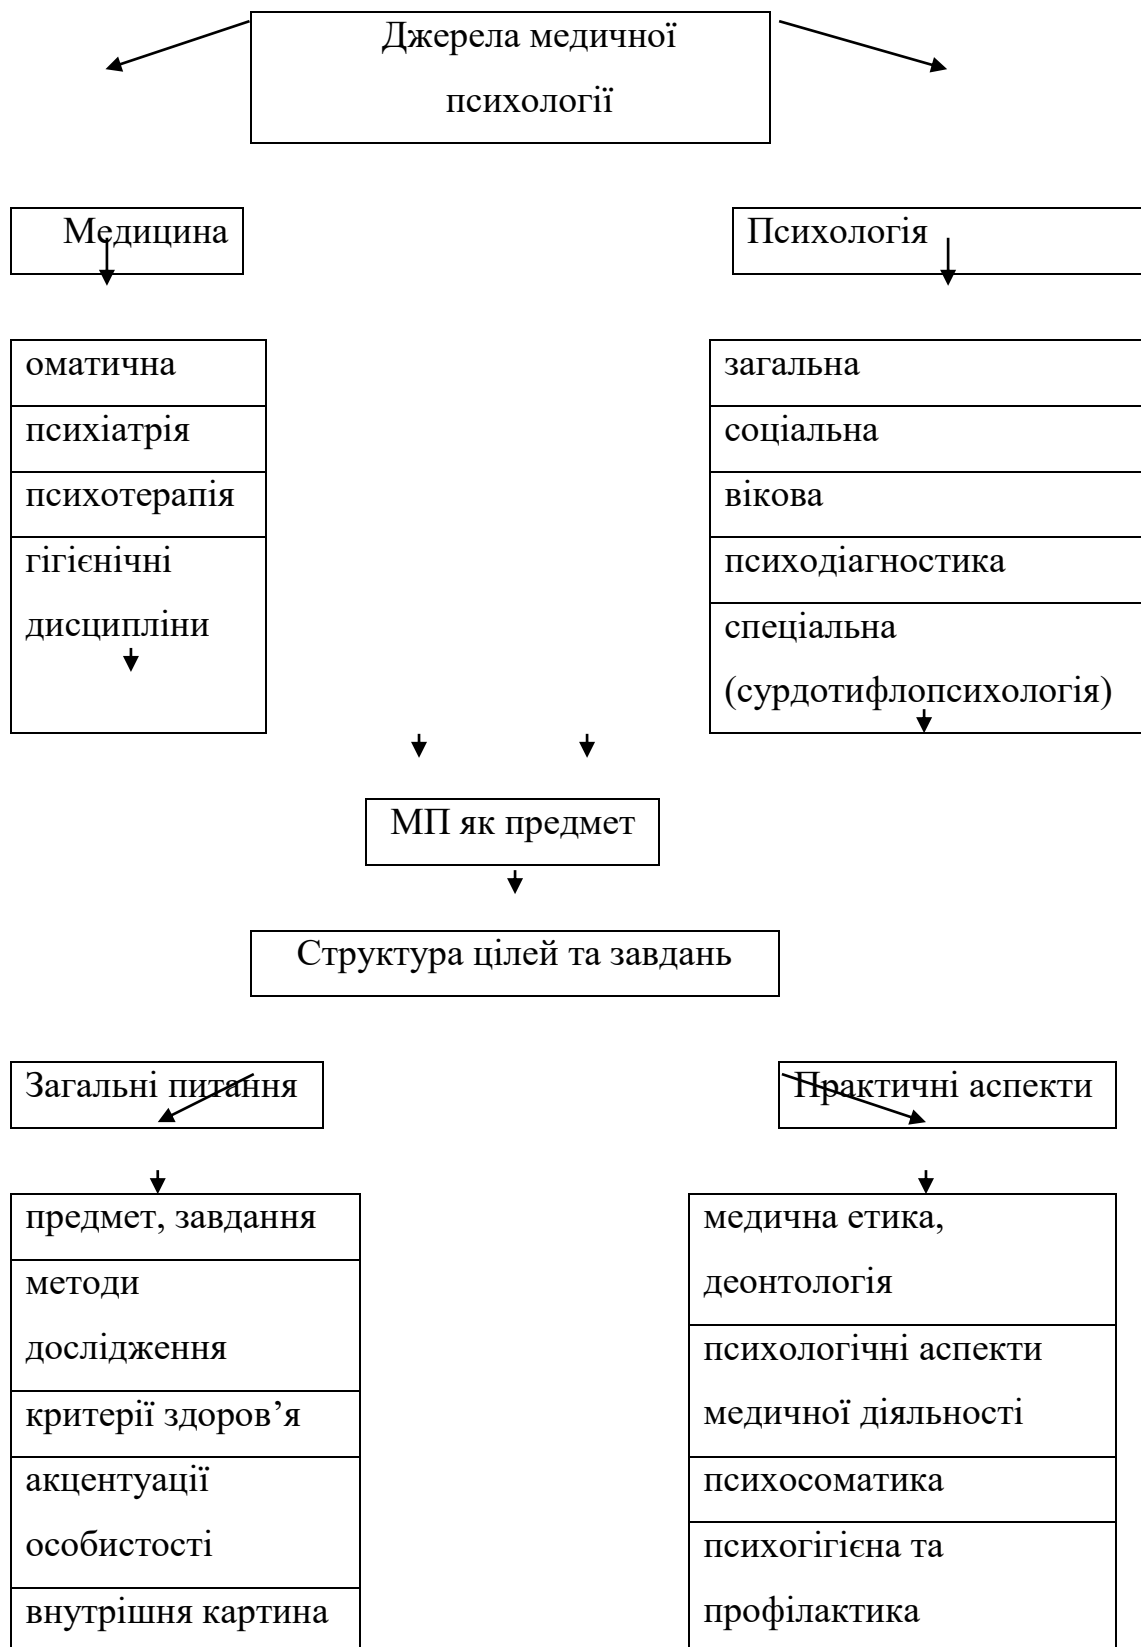 Джерела медичної
психології
Медицина
Психологія
оматична
психіатрія
психотерапія
гігієнічні
дисципліни
загальна
соціальна
вікова
психодіагностика
спеціальна
(сурдотифлопсихологія)
МП як предмет
Структура цілей та завдань
Загальні питання
Практичні аспекти
предмет, завдання
методи
дослідження
критерії здоров’я
акцентуації
особистості
внутрішня картина
медична етика,
деонтологія
психологічні аспекти
медичної діяльності
психосоматика
психогігієна та
профілактика